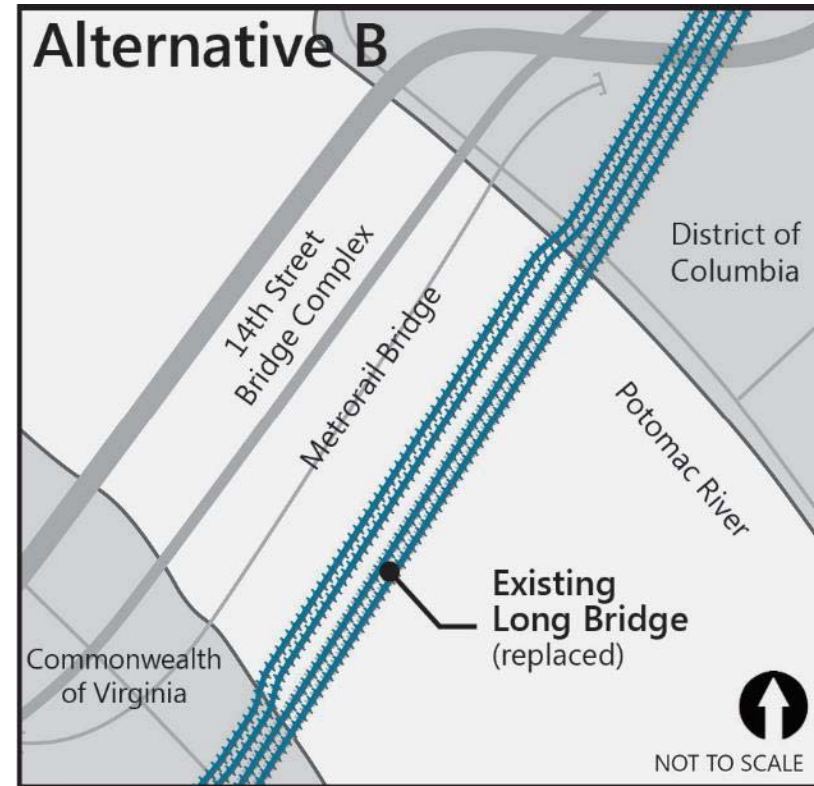 Alternative B
14th Street
Bridge Complex
Metrorail Bridge
District of
Columbia
Potomac River
Existing
Long Bridge
(replaced)
Commonwealth
of Virginia
NOT TO SCALE